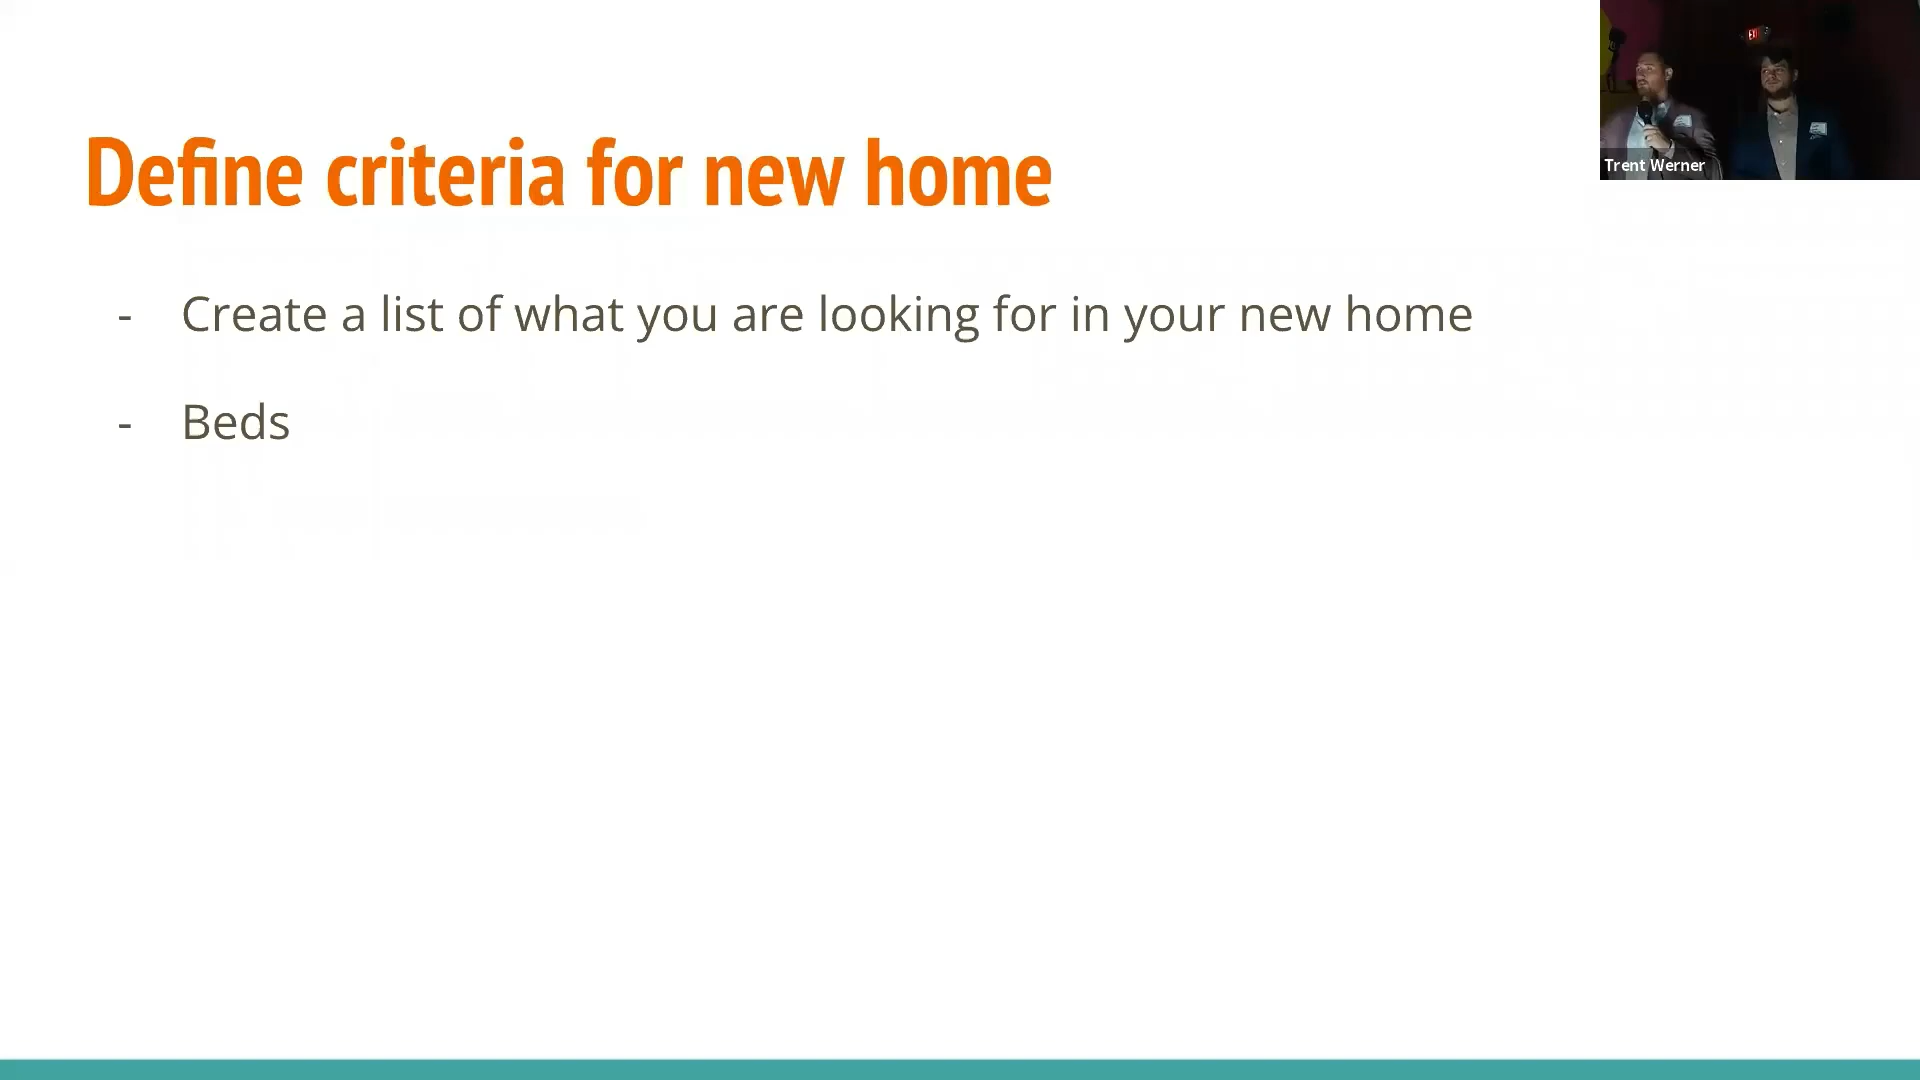 Define criteria for new home
- Create a list of what you are looking for in your new home
- Beds
EXIT
Trent Werner